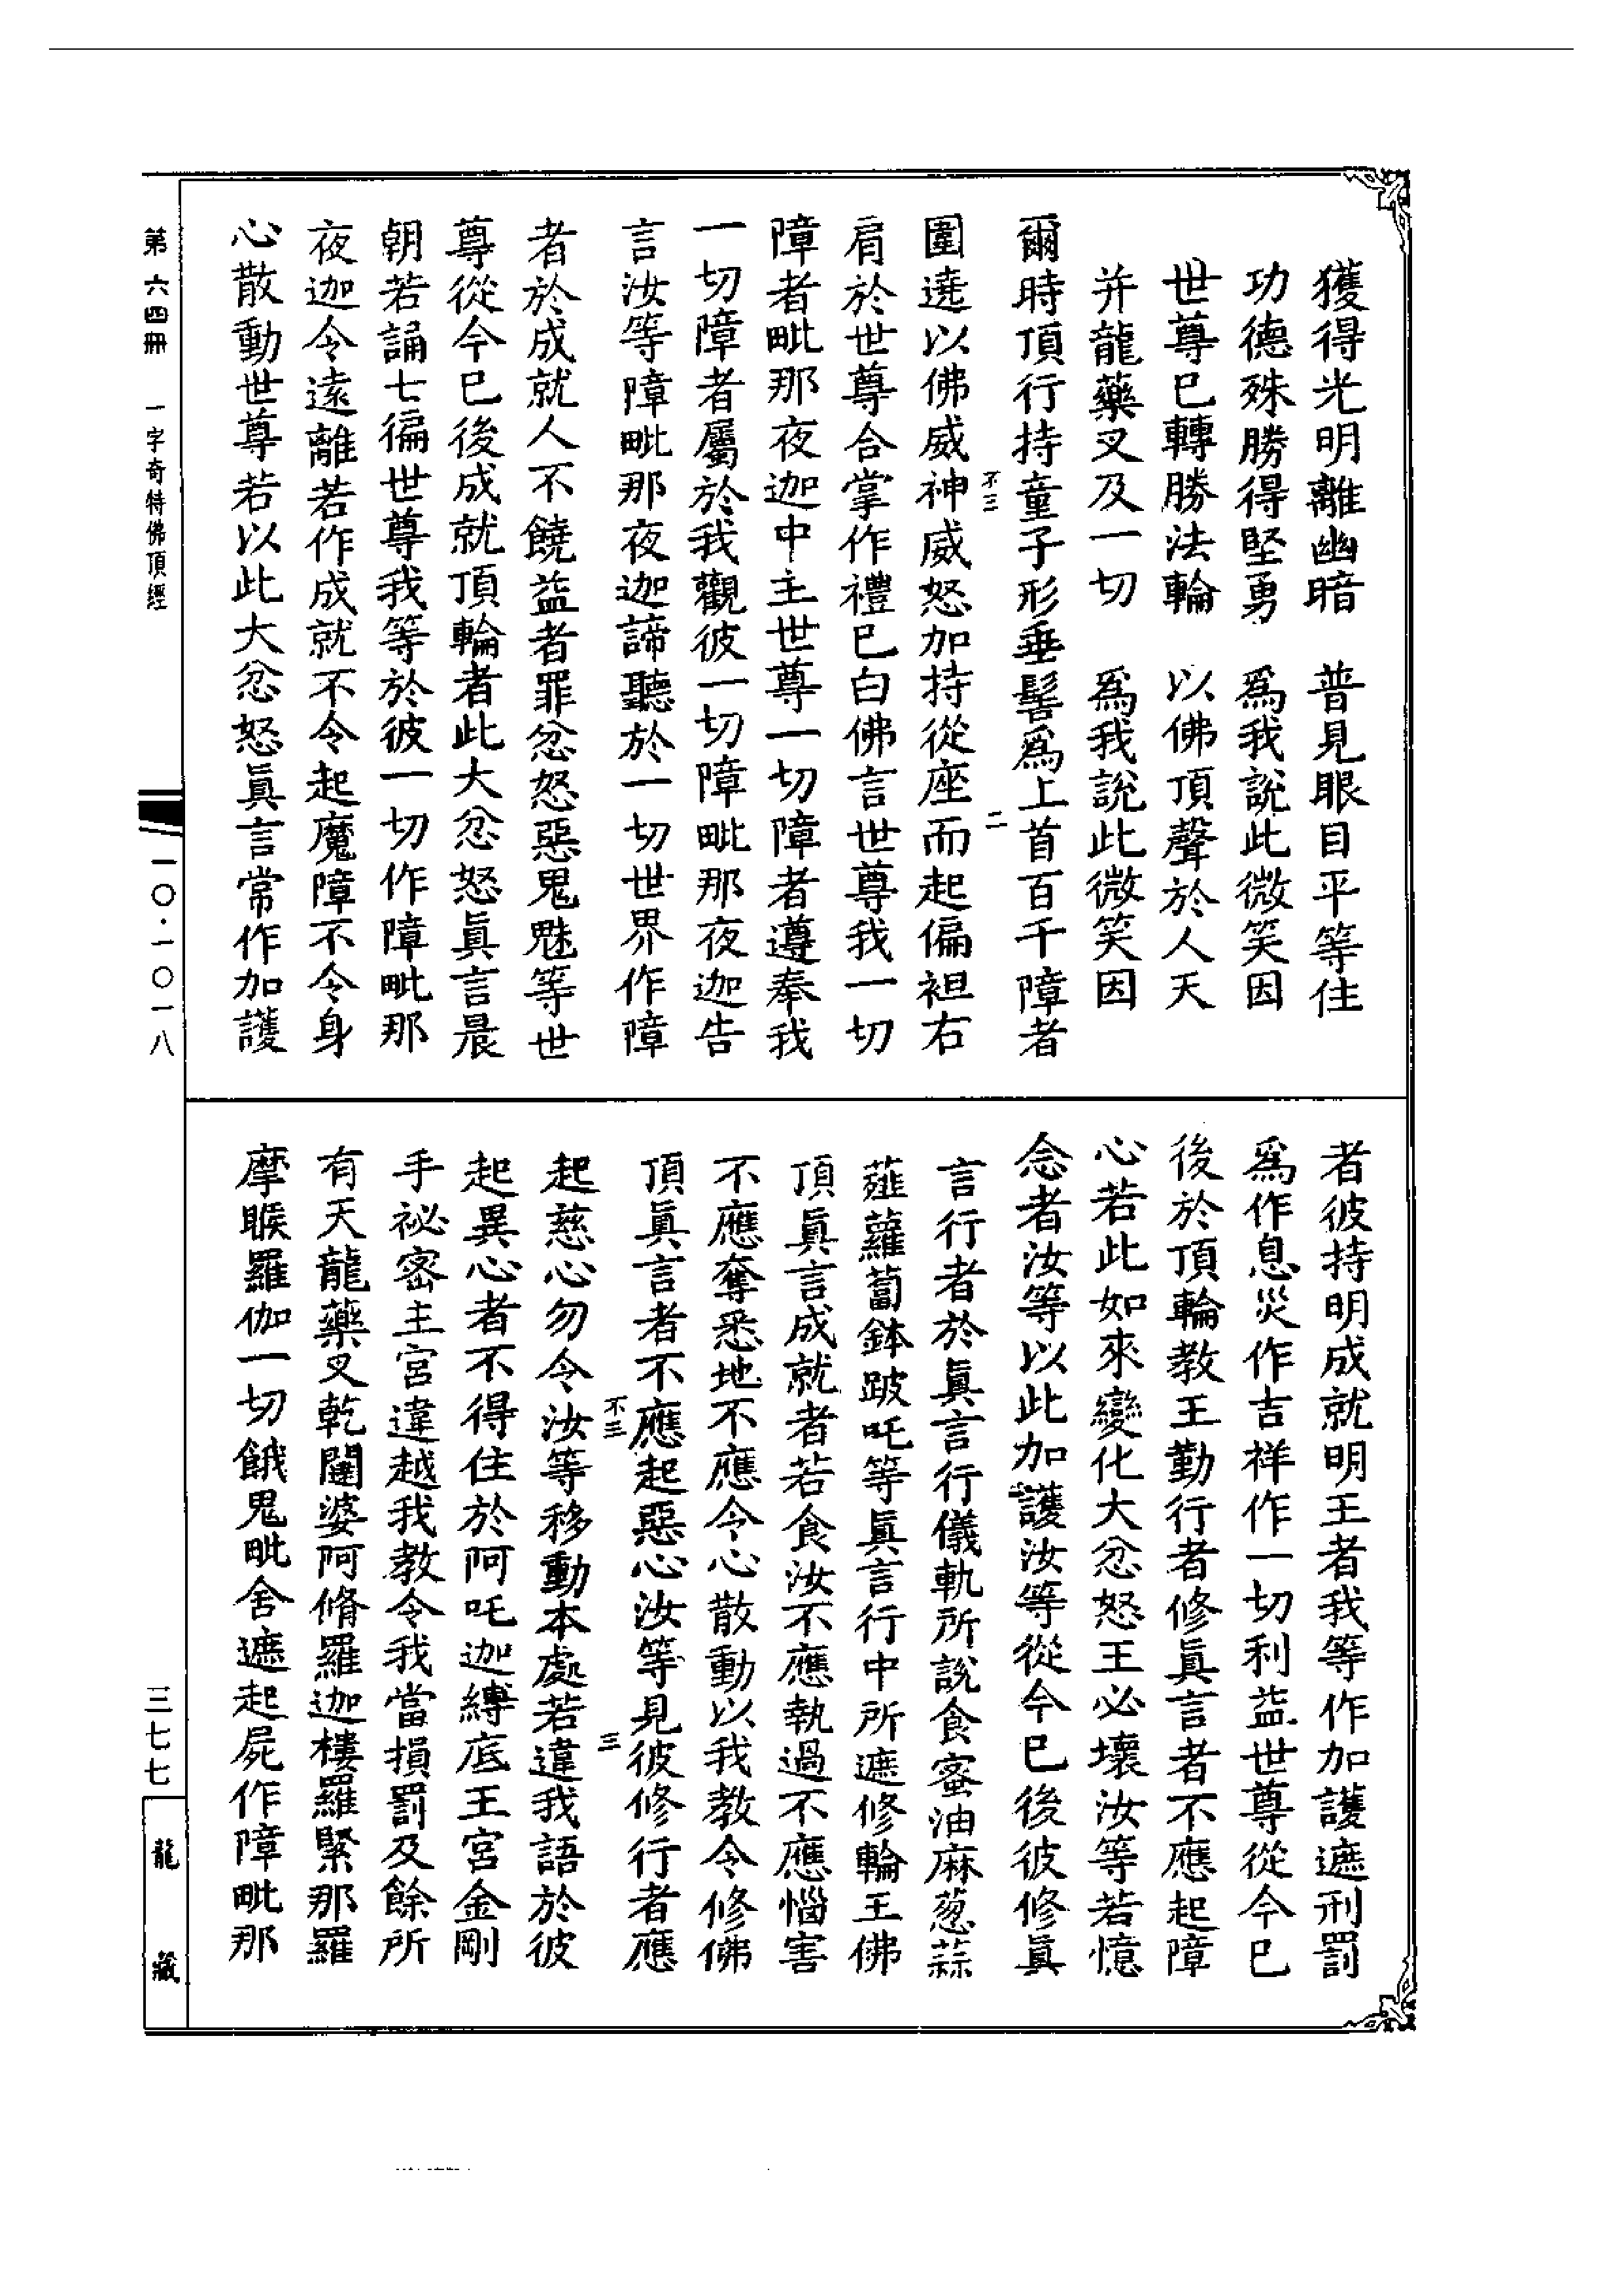 獲得光明離幽暗　普見眼目平等住
功德殊勝得堅勇　爲我說此微笑因
世尊已轉勝法輪　以佛頂聲於人天
并龍藥叉及一切　爲我說此微笑因
爾時頂行持童子形垂髻爲上首百千障者
不三　二
圍遶以佛威神威怒加持從座而起偏袒右
肩於世尊合掌作禮已白佛言世尊我一切
障者毗那夜迦中主世尊一切障者遵奉我
一切障者屬於我觀彼一切障毗那夜迦告
言汝等障毗那夜迦諦聽於一切世界作障
者於成就人不饒益者罪忿怒惡鬼魅等世
尊從今已後成就頂輪者此大忿怒眞言晨
朝若誦七徧世尊我等於彼一切作障毗那
夜迦令遠離若作成就不令起魔障不令身
心散動世尊若以此大忿怒眞言常作加護
者彼持明成就明王者我等作加護遮刑罰
爲作息災作吉祥作一切利益世尊從今已
後於頂輪教王勤行者修眞言者不應起障
心若此如來變化大忿怒王必壞汝等若憶
念者汝等以此加護汝等從今已後彼修眞
言行者於眞言行儀軌所說食蜜油麻葱蒜
薤蘿蔔鉢跛吒等眞言行中所遮修輪王佛
頂眞言成就者若食汝不應執過不應惱害
不應奪悉地不應令心散動以我教令修佛
頂眞言者不應起惡心汝等見彼修行者應
不三　三
起慈心勿令汝等移動本處若違我語於彼
起異心者不得住於阿吒迦縛底王宮金剛
手祕密主宮違越我教令我當損罰及餘所
有天龍藥叉乾闥婆阿脩羅迦樓羅緊那羅
摩睺羅伽一切餓鬼毗舍遮起屍作障毗那
第六四冊　一字奇特佛頂經
一〇·一〇一八
三七七
龍藏